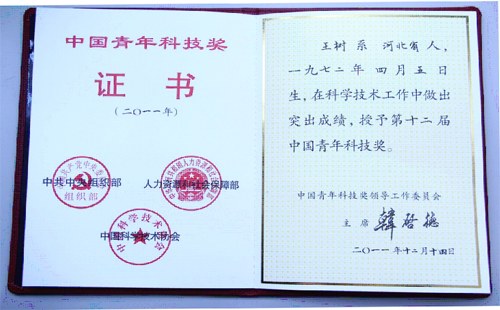 中国青年科技奖
证书
(二〇一一年)
中共中央组织部
人力资源和社会保障部
中国科学技术协会
王树 系 河北省人,
一九七二年 四月五日
生,在科学技术工作中做出
突出成绩,授予第十二届
中国青年科技奖。
中国青年科技奖领导工作委员会
主席 韩启德
二〇一一年十二月十四日